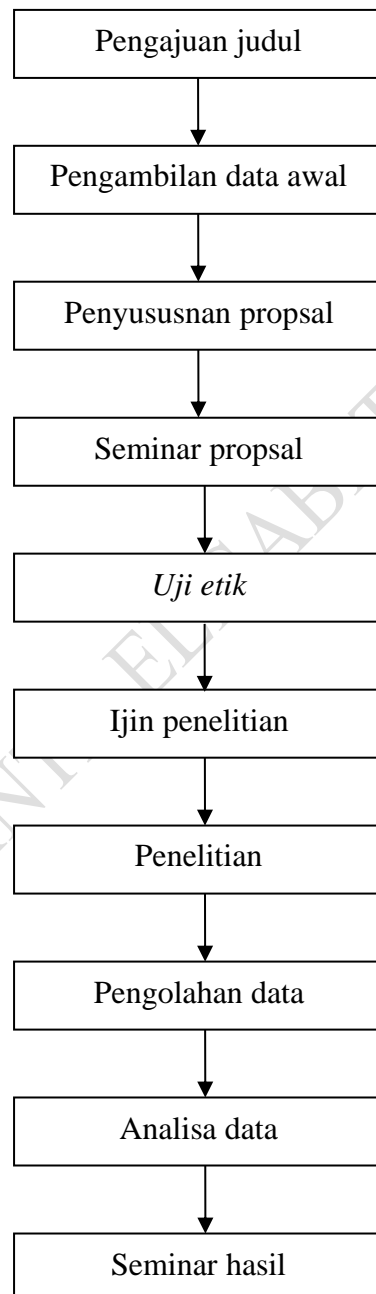 Pengajuan judul
Pengambilan data awal
Penyususnan propsal
Seminar propsal
Uji etik
Ijin penelitian
Penelitian
Pengolahan data
Analisa data
Seminar hasil